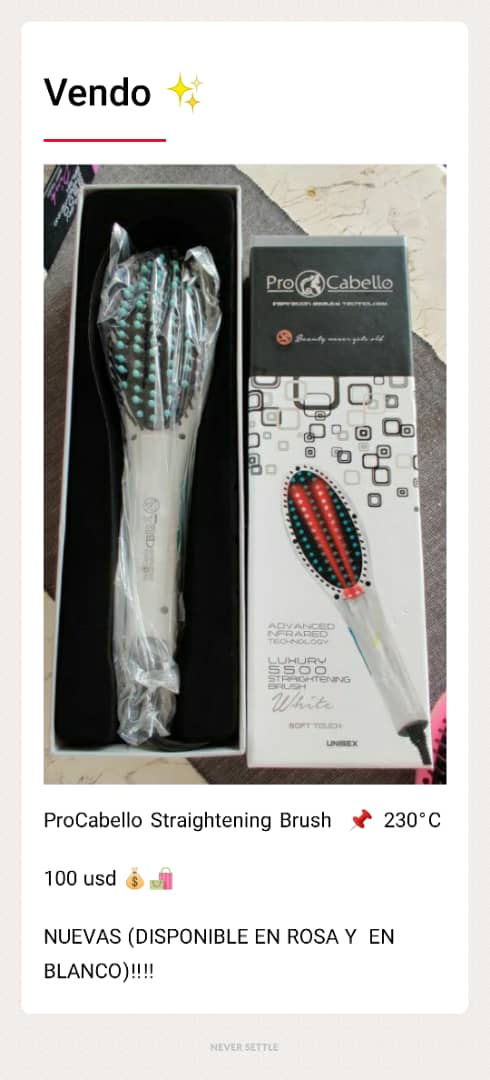 Vendo ✨
Pro Cabello
Beauty never gets old
ADVANCED
INFRARED
TECHNOLOGY
LUXURY
5500
STRAIGHTENING
BRUSH
White
SOFT TOUCH
UNISEX
ProCabello Straightening Brush 📌 230°C
100 usd 💰🛍️
NUEVAS (DISPONIBLE EN ROSA Y EN
BLANCO)!!!!
NEVER SETTLE